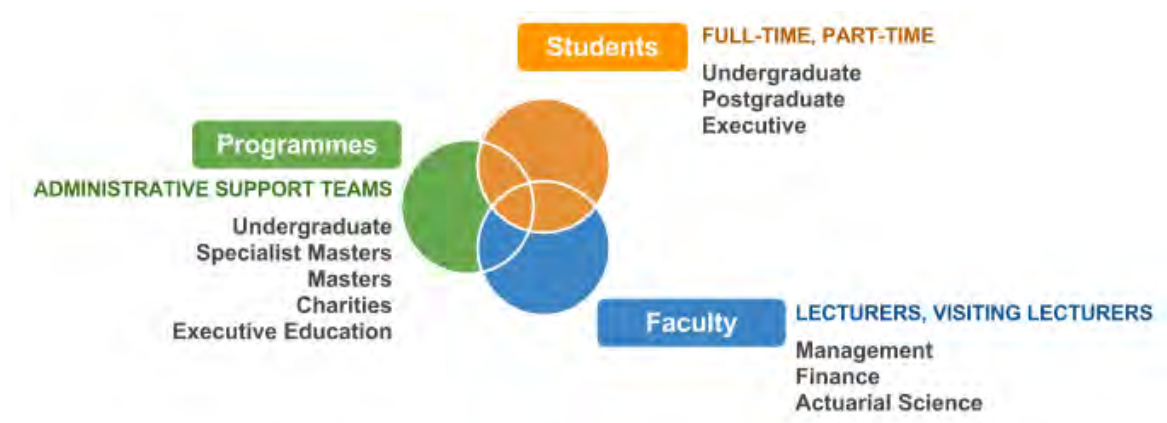 Students
FULL-TIME, PART-TIME
Undergraduate
Postgraduate
Executive
Programmes
ADMINISTRATIVE SUPPORT TEAMS
Undergraduate
Specialist Masters
Masters
Charities
Executive Education
Faculty
LECTURERS, VISITING LECTURERS
Management
Finance
Actuarial Science